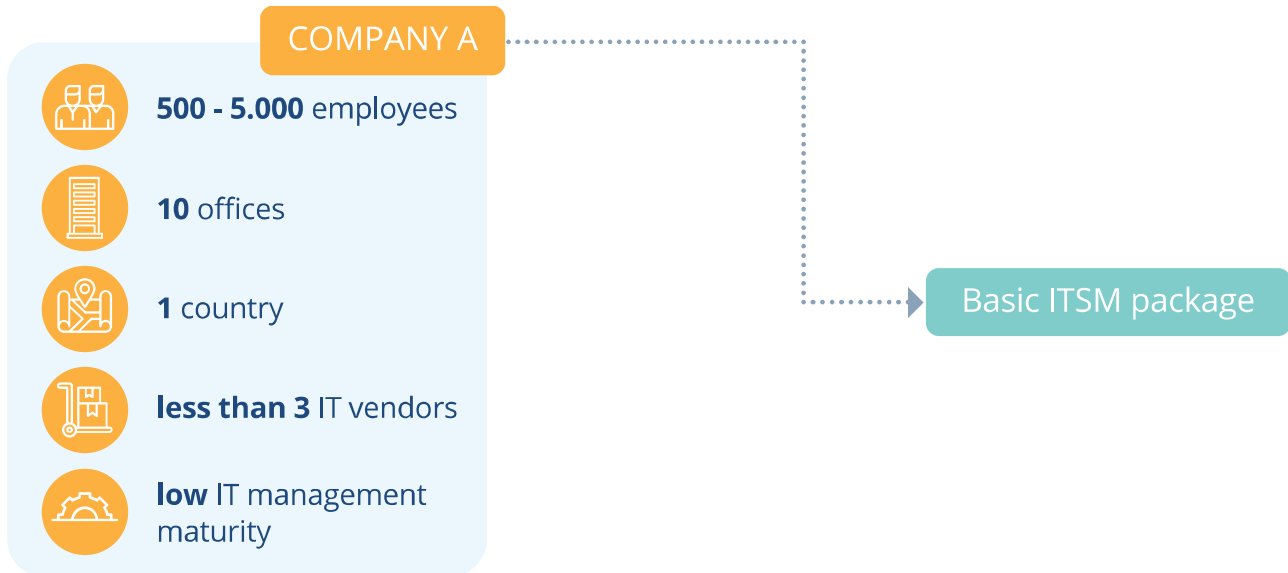 COMPANY A
500 - 5.000 employees
10 offices
1 country
less than 3 IT vendors
low IT management
maturity
Basic ITSM package